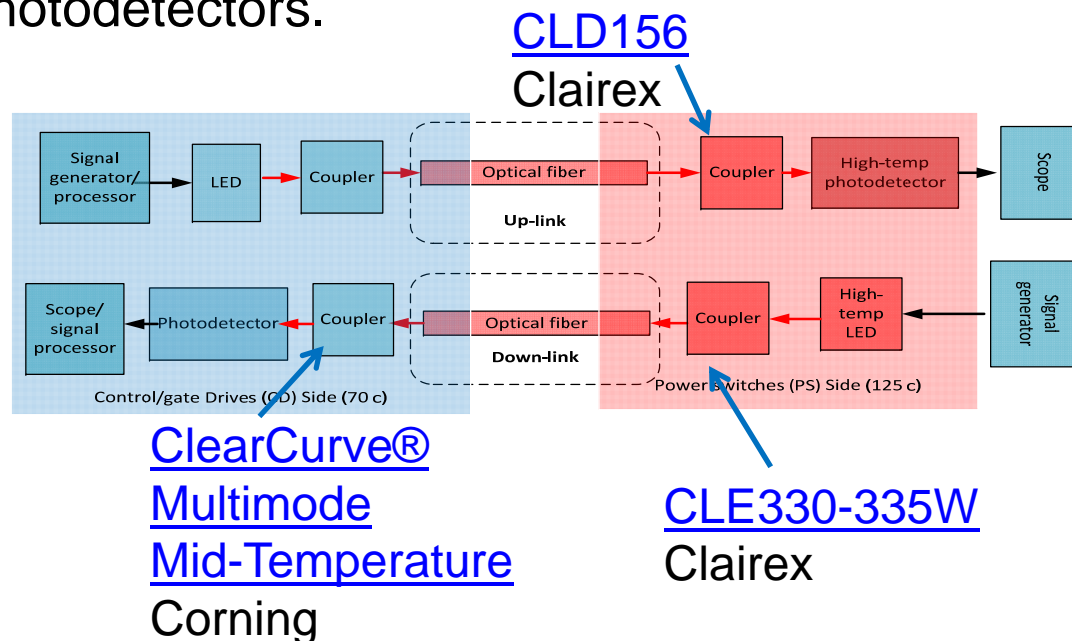 hotodetectors.
CLD156
Clairex
Signal
generator/
processor
LED
Coupler
Optical fiber
Up-link
Coupler
High-temp
photodetector
Scope
Scope/
signal
processor
Photodetector
Coupler
Optical fiber
Down-link
Coupler
High-
temp
LED
Signal
generator
Control/gate Drives (CD) Side (70 c)
Power switches (PS) Side (125 c)
ClearCurve®
Multimode
Mid-Temperature
Corning
CLE330-335W
Clairex